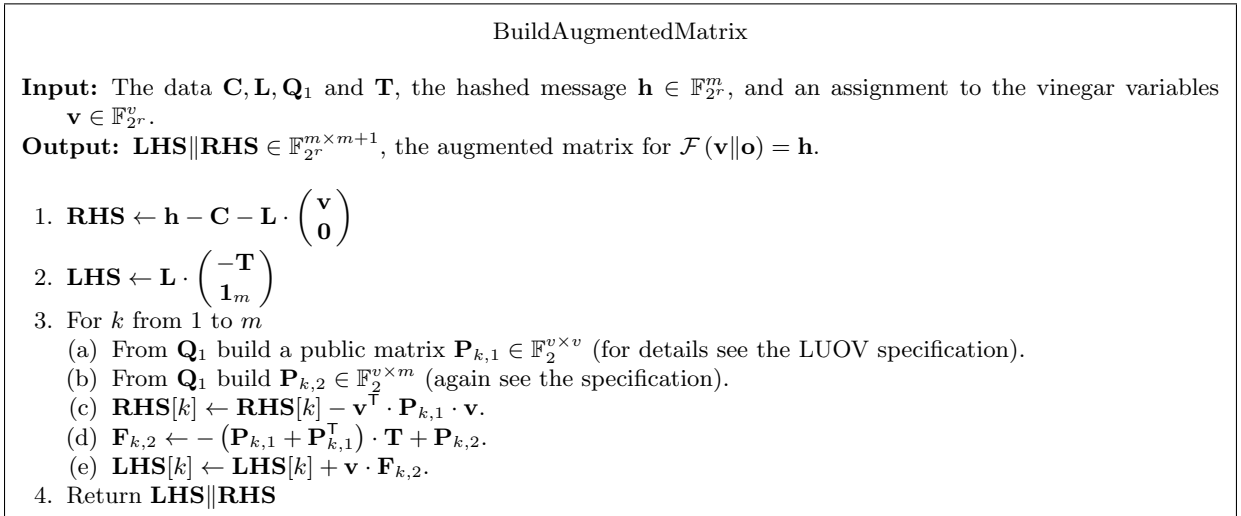 BuildAugmentedMatrix
Input: The data C, L, Q₁ and T, the hashed message h ∈ 𝔽_{2^r}^m, and an assignment to the vinegar variables
v ∈ 𝔽_{2^r}^v.
Output: LHS‖RHS ∈ 𝔽_{2^r}^{m×m+1}, the augmented matrix for ℱ (v‖o) = h.
1. RHS ← h − C − L · (v 0)
2. LHS ← L · (−T 1_m)
3. For k from 1 to m
(a) From Q₁ build a public matrix P_{k,1} ∈ 𝔽_2^{v×v} (for details see the LUOV specification).
(b) From Q₁ build P_{k,2} ∈ 𝔽_2^{v×m} (again see the specification).
(c) RHS[k] ← RHS[k] − v^T · P_{k,1} · v.
(d) F_{k,2} ← − (P_{k,1} + P_{k,1}^T) · T + P_{k,2}.
(e) LHS[k] ← LHS[k] + v · F_{k,2}.
4. Return LHS‖RHS